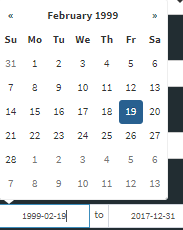 « February 1999 »
Su Mo Tu We Th Fr Sa
31 1 2 3 4 5 6
7 8 9 10 11 12 13
14 15 16 17 18 19 20
21 22 23 24 25 26 27
28 1 2 3 4 5 6
7 8 9 10 11 12 13
1999-02-19 to 2017-12-31